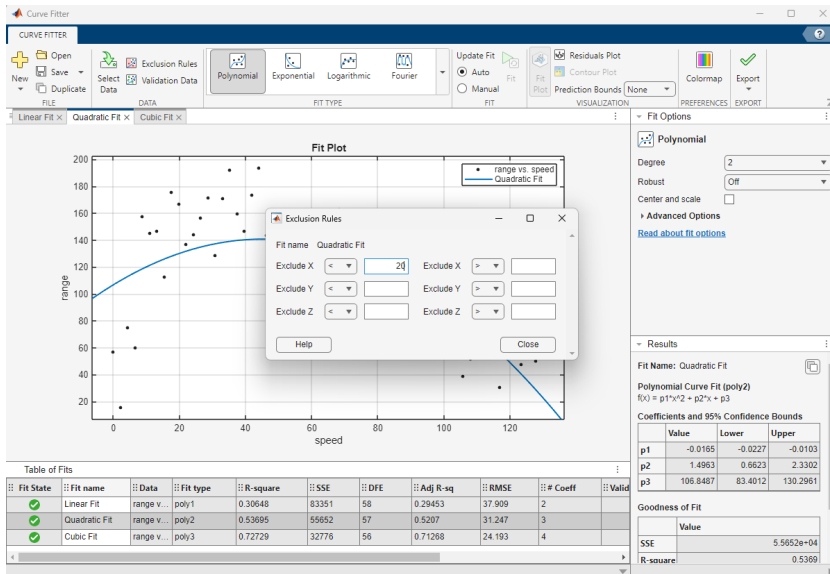 Curve Fitter
CURVE FITTER
New
Open
Save
Duplicate
FILE
Select Data
Exclusion Rules
Validation Data
DATA
Polynomial Exponential Logarithmic Fourier
FIT TYPE
Update Fit
Auto
Manual
Fit
FIT
Fit Plot
Residuals Plot
Contour Plot
Prediction Bounds None
VISUALIZATION
Colormap
PREFERENCES
Export
EXPORT
Linear Fit × Quadratic Fit × Cubic Fit ×
Fit Plot
range vs. speed
Quadratic Fit
200
180
160
140
120
100
80
60
40
20
range
0 20 40 60 80 100 120
speed
Exclusion Rules
Fit name Quadratic Fit
Exclude X < 20 Exclude X >
Exclude Y < Exclude Y >
Exclude Z < Exclude Z >
Help Close
Fit Options
Polynomial
Degree 2
Robust Off
Center and scale
Advanced Options
Read about fit options
Results
Fit Name: Quadratic Fit
Polynomial Curve Fit (poly2)
f(x) = p1*x^2 + p2*x + p3
Coefficients and 95% Confidence Bounds
Value Lower Upper
p1 -0.0165 -0.0227 -0.0103
p2 1.4963 0.6623 2.3302
p3 106.8487 83.4012 130.2961
Goodness of Fit
Value
SSE 5.5652e+04
R-square 0.5369
Table of Fits
Fit State Fit name Data Fit type R-square SSE DFE Adj R-sq RMSE # Coeff Valid
Linear Fit range v... poly1 0.30648 83351 58 0.29453 37.909 2
Quadratic Fit range v... poly2 0.53695 55652 57 0.5207 31.247 3
Cubic Fit range v... poly3 0.72729 32776 56 0.71268 24.193 4